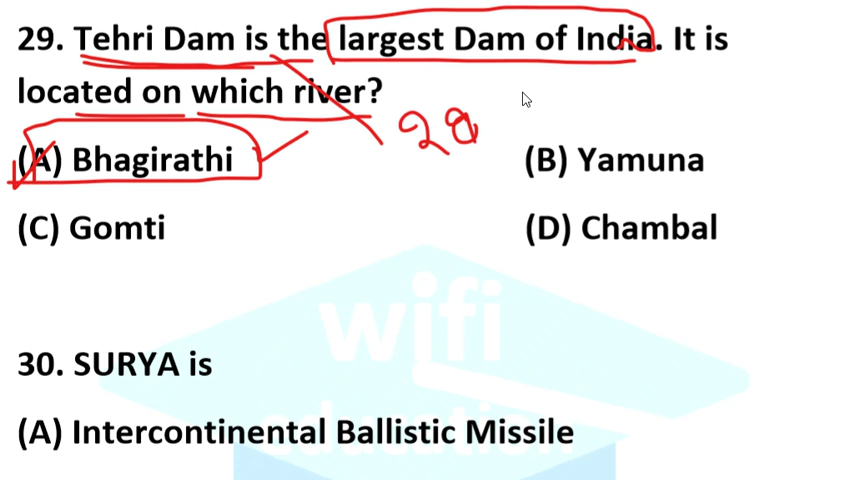 29. Tehri Dam is the largest Dam of India. It is
located on which river?
(A) Bhagirathi
(B) Yamuna
(C) Gomti
(D) Chambal
wifi
education
30. SURYA is
(A) Intercontinental Ballistic Missile